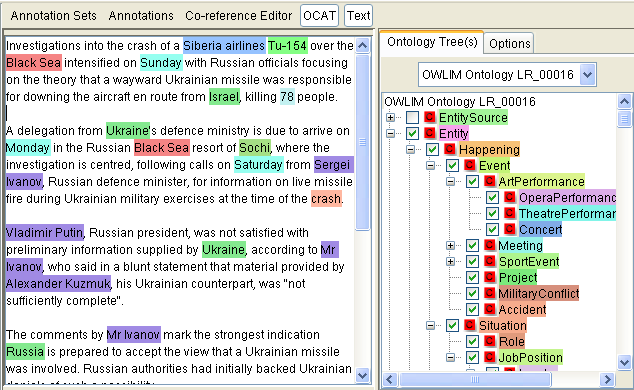 Annotation Sets Annotations Co-reference Editor OCAT Text
Investigations into the crash of a Siberia airlines Tu-154 over the
Black Sea intensified on Sunday with Russian officials focusing
on the theory that a wayward Ukrainian missile was responsible
for downing the aircraft en route from Israel, killing 78 people.
A delegation from Ukraine's defence ministry is due to arrive on
Monday in the Russian Black Sea resort of Sochi, where the
investigation is centred, following calls on Saturday from Sergei
Ivanov, Russian defence minister, for information on live missile
fire during Ukrainian military exercises at the time of the crash.
Vladimir Putin, Russian president, was not satisfied with
preliminary information supplied by Ukraine, according to Mr
Ivanov, who said in a blunt statement that material provided by
Alexander Kuzmuk, his Ukrainian counterpart, was "not
sufficiently complete".
The comments by Mr Ivanov mark the strongest indication
Russia is prepared to accept the view that a Ukrainian missile
was involved. Russian authorities had initially backed Ukrainian
Ontology Tree(s) Options
OWLIM Ontology LR_00016
OWLIM Ontology LR_00016
C EntitySource
C Entity
C Happening
C Event
C ArtPerformance
C OperaPerformanc
C TheatrePerforman
C Concert
C Meeting
C SportEvent
C Project
C MilitaryConflict
C Accident
C Situation
C Role
C JobPosition